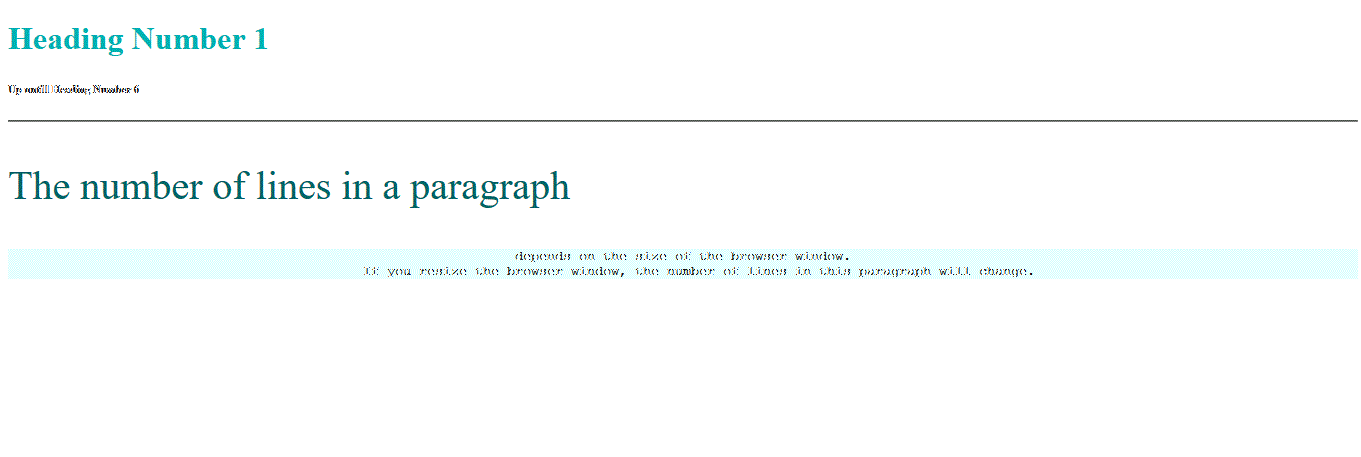 Heading Number 1
Up untill Heading Number 6
The number of lines in a paragraph
depends on the size of the browser window.
If you resize the browser window, the number of lines in this paragraph will change.